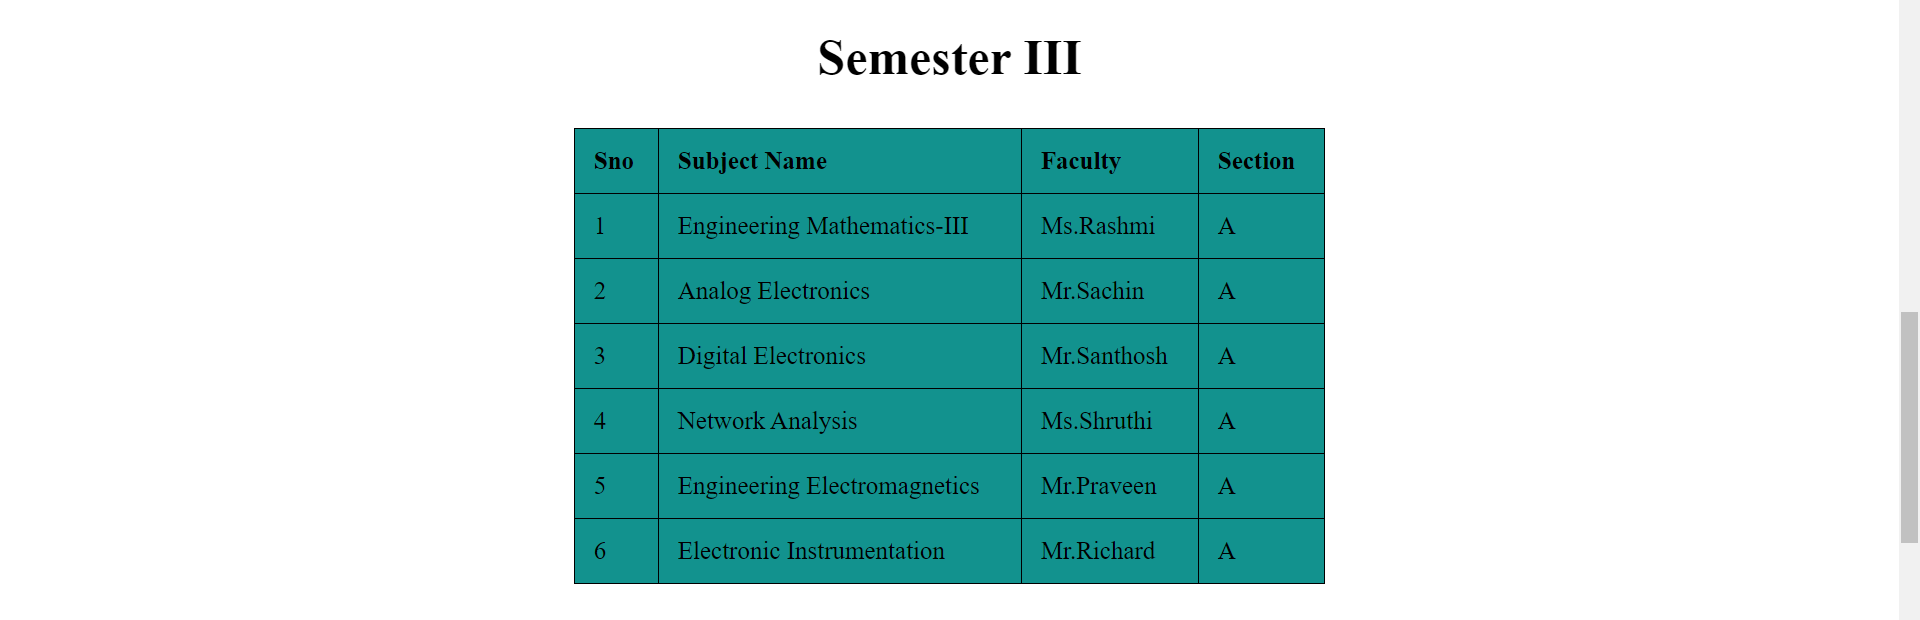 Semester III
Sno Subject Name Faculty Section
1 Engineering Mathematics-III Ms.Rashmi A
2 Analog Electronics Mr.Sachin A
3 Digital Electronics Mr.Santhosh A
4 Network Analysis Ms.Shruthi A
5 Engineering Electromagnetics Mr.Praveen A
6 Electronic Instrumentation Mr.Richard A